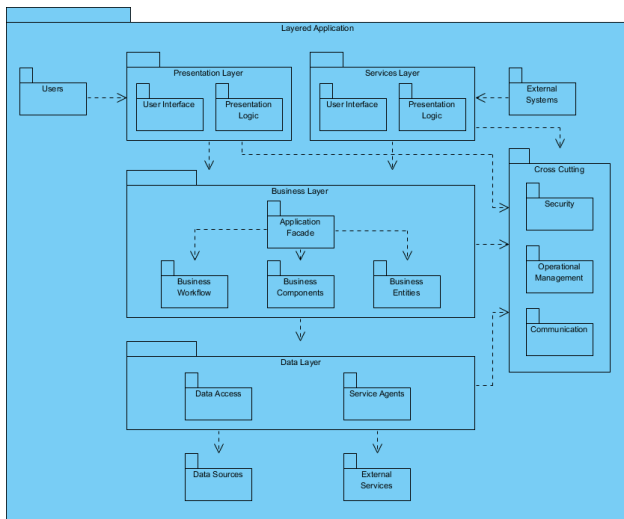 Layered Application
Users
Presentation Layer
User Interface
Presentation
Logic
Services Layer
User Interface
Presentation
Logic
External
Systems
Cross Cutting
Security
Operational
Management
Communication
Business Layer
Application
Facade
Business
Workflow
Business
Components
Business
Entities
Data Layer
Data Access
Service Agents
Data Sources
External
Services